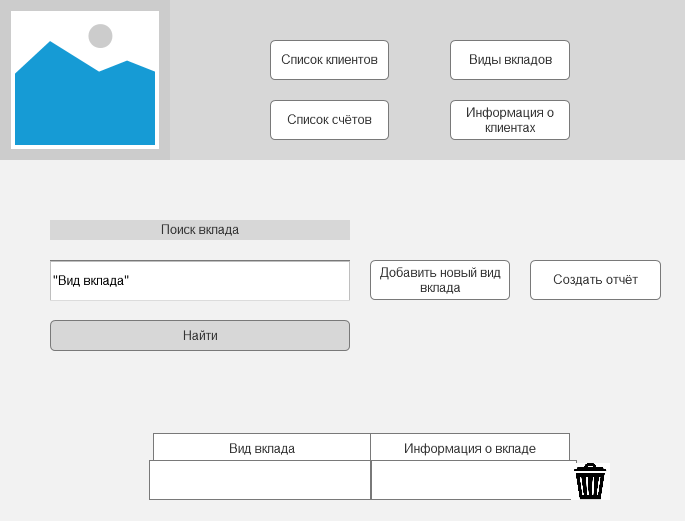 Список клиентов
Виды вкладов
Список счётов
Информация о
клиентах
Поиск вклада
"Вид вклада"
Добавить новый вид
вклада
Создать отчёт
Найти
Вид вклада
Информация о вкладе